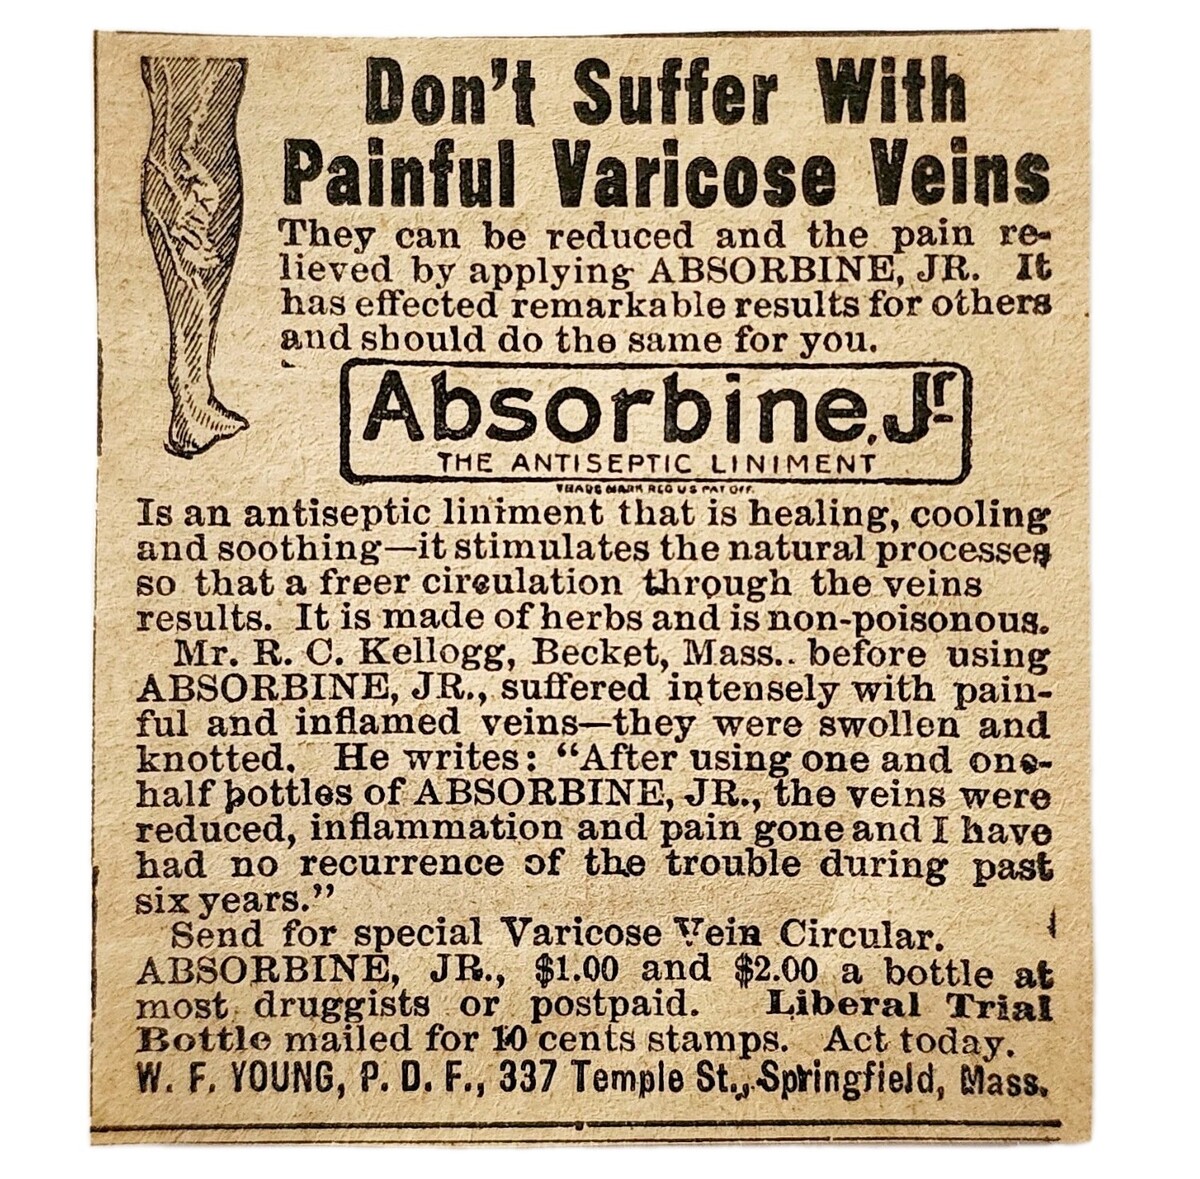 Don't Suffer With
Painful Varicose Veins
They can be reduced and the pain re-
lieved by applying ABSORBINE, JR. It
has effected remarkable results for others
and should do the same for you.
Absorbine, Jr.
THE ANTISEPTIC LINIMENT
TRADE MARK REG US PAT OFF.
Is an antiseptic liniment that is healing, cooling
and soothing—it stimulates the natural processes
so that a freer circulation through the veins
results. It is made of herbs and is non-poisonous.
Mr. R. C. Kellogg, Becket, Mass.. before using
ABSORBINE, JR., suffered intensely with pain-
ful and inflamed veins—they were swollen and
knotted. He writes: “After using one and one-
half bottles of ABSORBINE, JR., the veins were
reduced, inflammation and pain gone and I have
had no recurrence of the trouble during past
six years.”
Send for special Varicose Vein Circular.
ABSORBINE, JR., $1.00 and $2.00 a bottle at
most druggists or postpaid. Liberal Trial
Bottle mailed for 10 cents stamps. Act today.
W. F. YOUNG, P. D. F., 337 Temple St., Springfield, Mass.